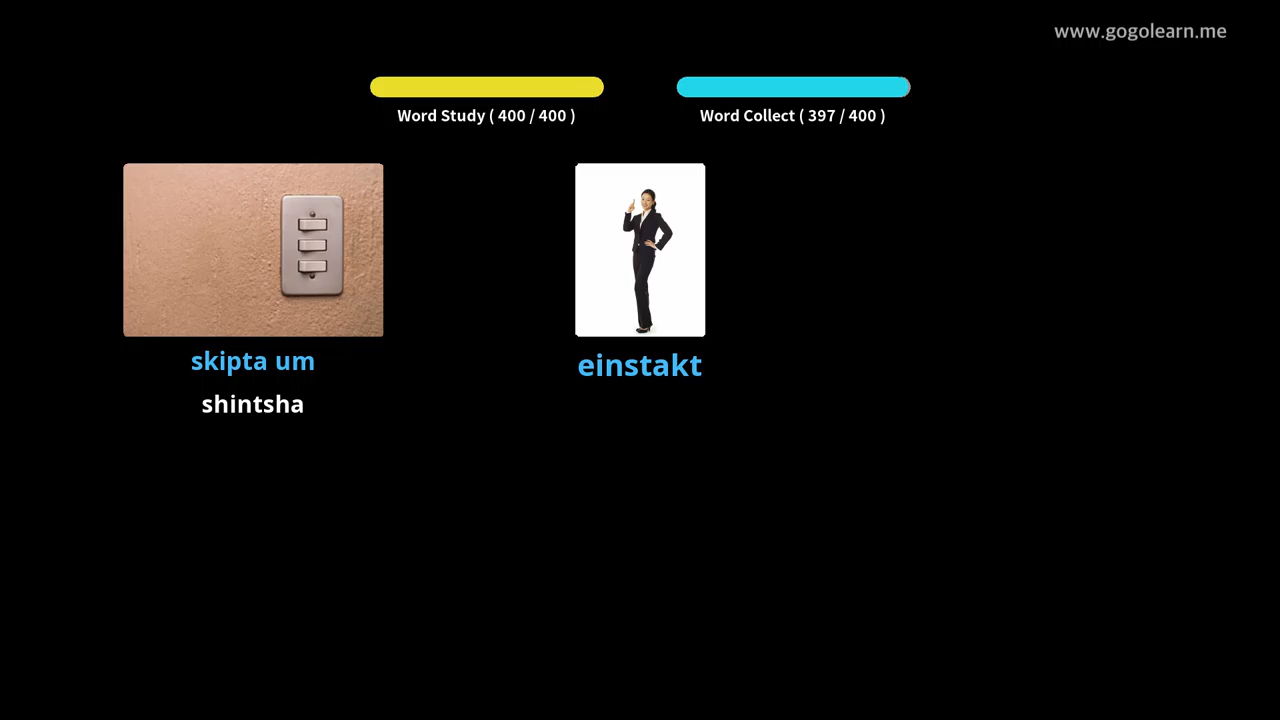 www.gogolearn.me
Word Study ( 400 / 400 )
Word Collect ( 397 / 400 )
skipta um
shintsha
einstakt